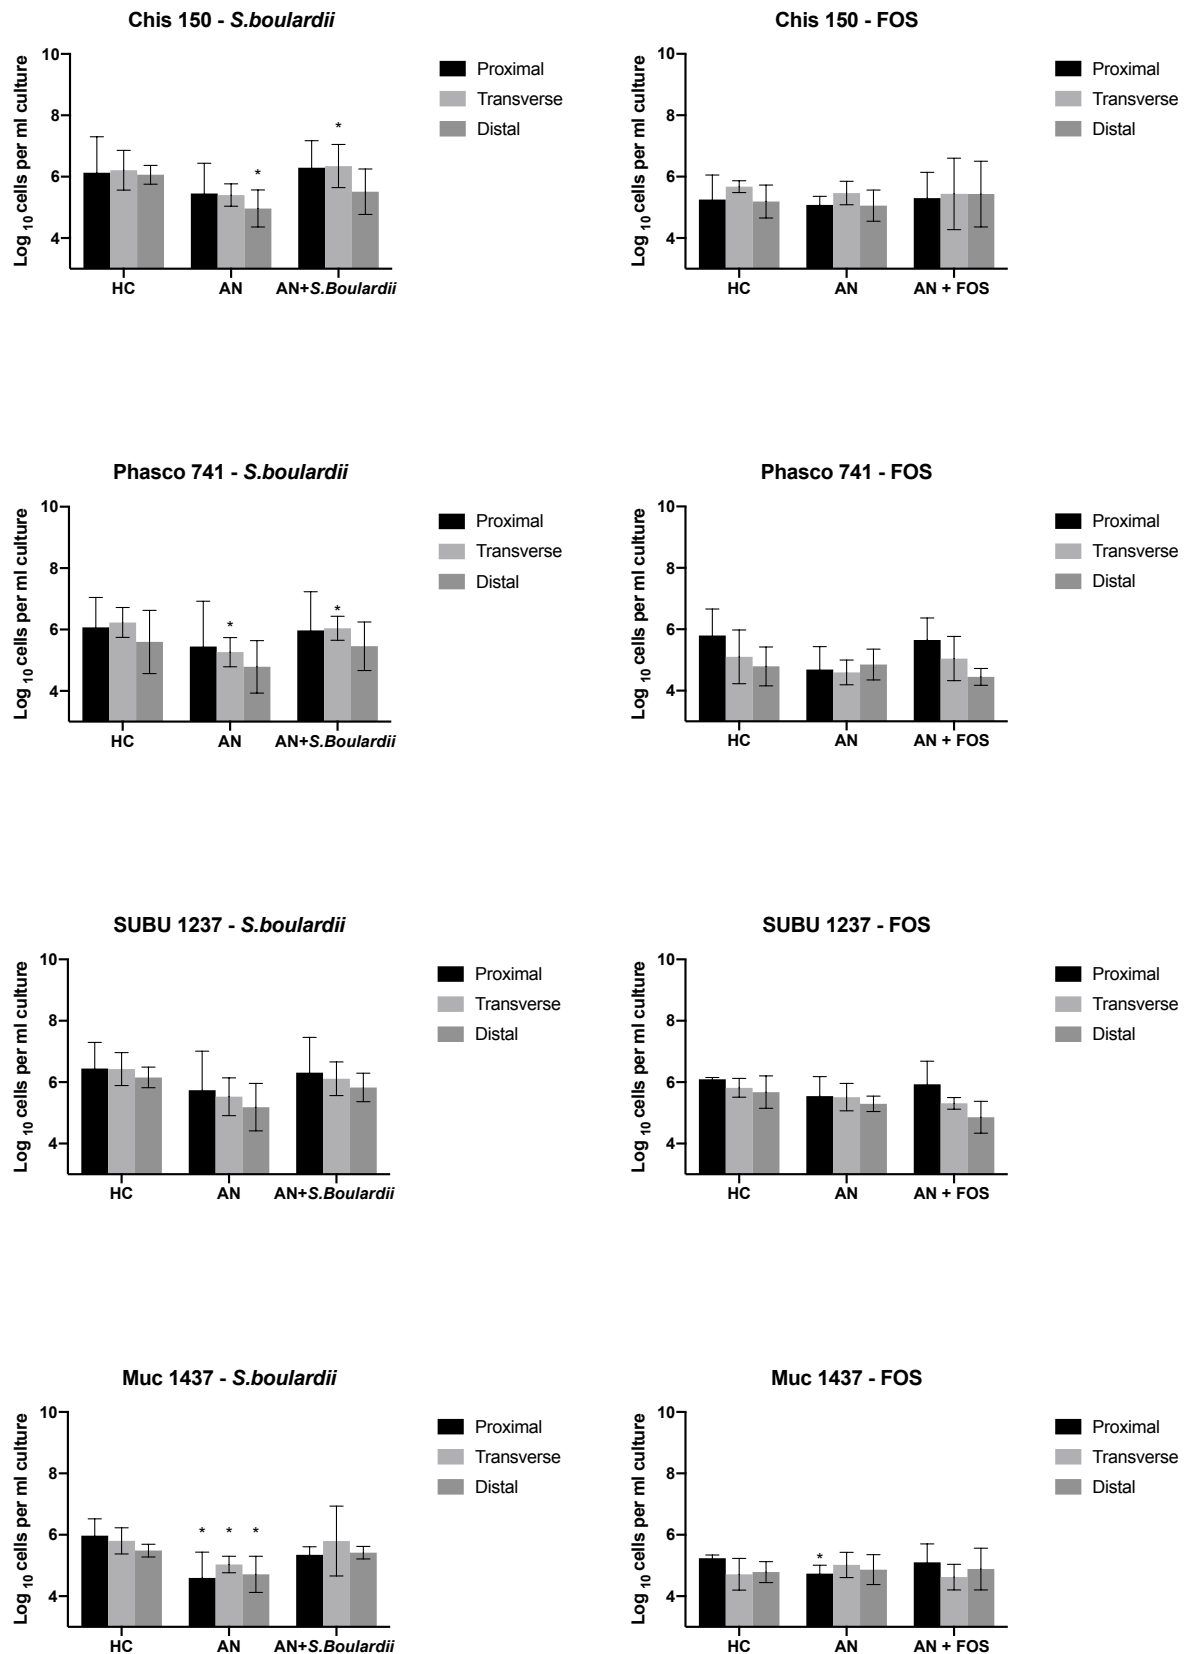 Chis 150 - S.boulardii
Log 10 cells per ml culture
10
8
6
4
*
*
HC
AN
AN+S.Boulardii
Proximal
Transverse
Distal
Chis 150 - FOS
Log 10 cells per ml culture
10
8
6
4
HC
AN
AN + FOS
Proximal
Transverse
Distal
Phasco 741 - S.boulardii
Log 10 cells per ml culture
10
8
6
4
*
*
HC
AN
AN+S.Boulardii
Proximal
Transverse
Distal
Phasco 741 - FOS
Log 10 cells per ml culture
10
8
6
4
HC
AN
AN + FOS
Proximal
Transverse
Distal
SUBU 1237 - S.boulardii
Log 10 cells per ml culture
10
8
6
4
HC
AN
AN+S.Boulardii
Proximal
Transverse
Distal
SUBU 1237 - FOS
Log 10 cells per ml culture
10
8
6
4
HC
AN
AN + FOS
Proximal
Transverse
Distal
Muc 1437 - S.boulardii
Log 10 cells per ml culture
10
8
6
4
* * *
HC
AN
AN+S.Boulardii
Proximal
Transverse
Distal
Muc 1437 - FOS
Log 10 cells per ml culture
10
8
6
4
*
HC
AN
AN + FOS
Proximal
Transverse
Distal